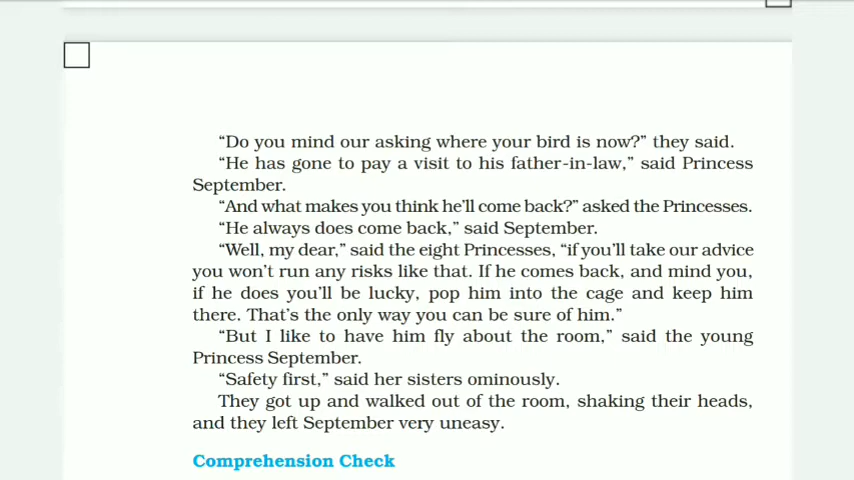 “Do you mind our asking where your bird is now?” they said.
“He has gone to pay a visit to his father-in-law,” said Princess
September.
“And what makes you think he’ll come back?” asked the Princesses.
“He always does come back,” said September.
“Well, my dear,” said the eight Princesses, “if you’ll take our advice
you won’t run any risks like that. If he comes back, and mind you,
if he does you’ll be lucky, pop him into the cage and keep him
there. That’s the only way you can be sure of him.”
“But I like to have him fly about the room,” said the young
Princess September.
“Safety first,” said her sisters ominously.
They got up and walked out of the room, shaking their heads,
and they left September very uneasy.
Comprehension Check